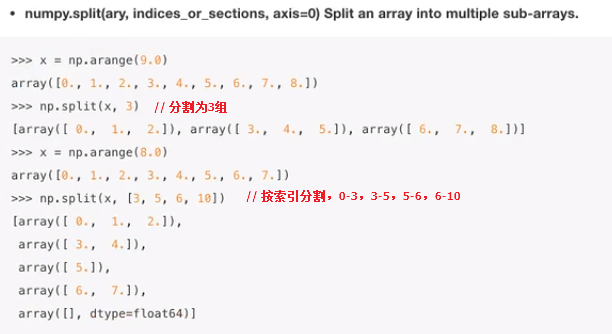 • numpy.split(ary, indices_or_sections, axis=0) Split an array into multiple sub-arrays.
>>> x = np.arange(9.0)
array([0., 1., 2., 3., 4., 5., 6., 7., 8.])
>>> np.split(x, 3) // 分割为3组
[array([ 0., 1., 2.]), array([ 3., 4., 5.]), array([ 6., 7., 8.])]
>>> x = np.arange(8.0)
array([0., 1., 2., 3., 4., 5., 6., 7.])
>>> np.split(x, [3, 5, 6, 10]) // 按索引分割，0-3，3-5，5-6，6-10
[array([ 0., 1., 2.]),
array([ 3., 4.]),
array([ 5.]),
array([ 6., 7.]),
array([], dtype=float64)]